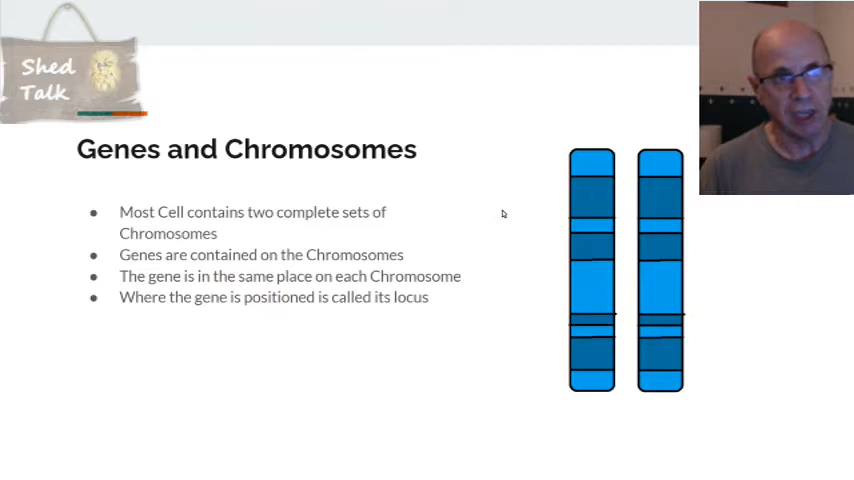 Shed
Talk
Genes and Chromosomes
Most Cell contains two complete sets of
Chromosomes
Genes are contained on the Chromosomes
The gene is in the same place on each Chromosome
Where the gene is positioned is called its locus